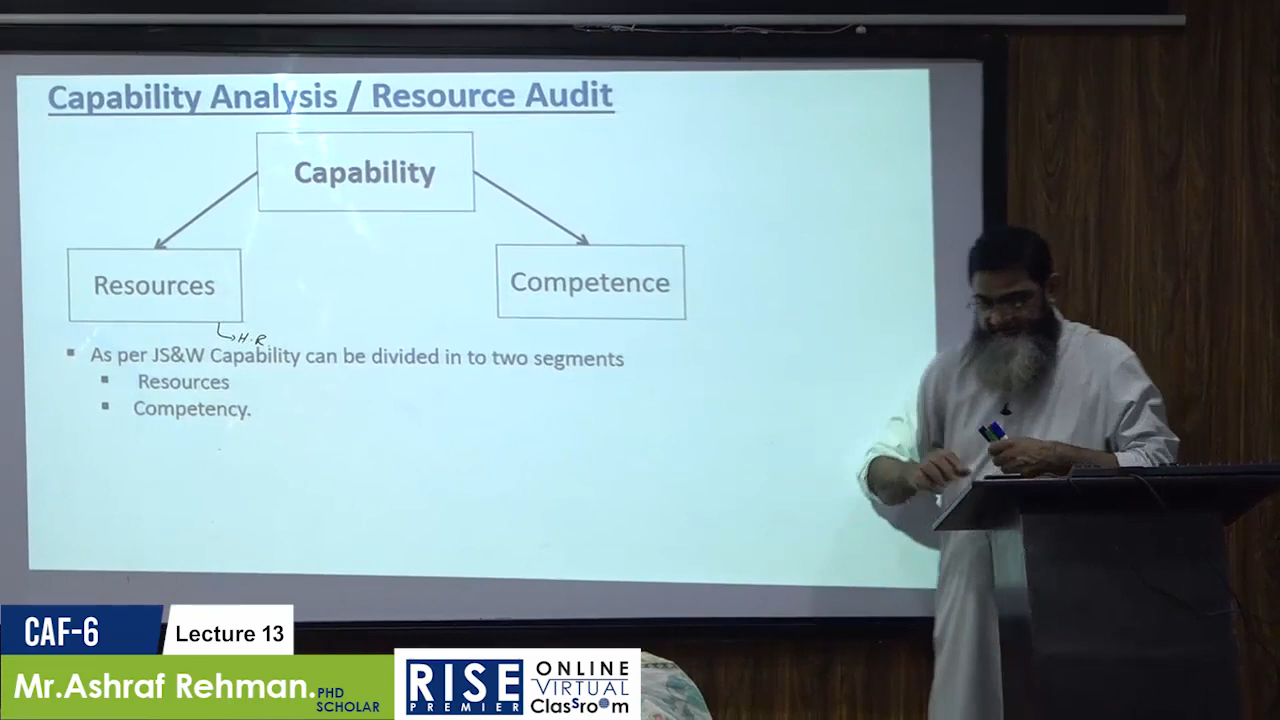 Capability Analysis / Resource Audit
Capability
Resources
Competence
H.R
As per JS&W Capability can be divided in to two segments
Resources
Competency.
CAF-6
Lecture 13
Mr.Ashraf Rehman.
PHD
SCHOLAR
RISE
PREMIER
ONLINE
VIRTUAL
Classroom